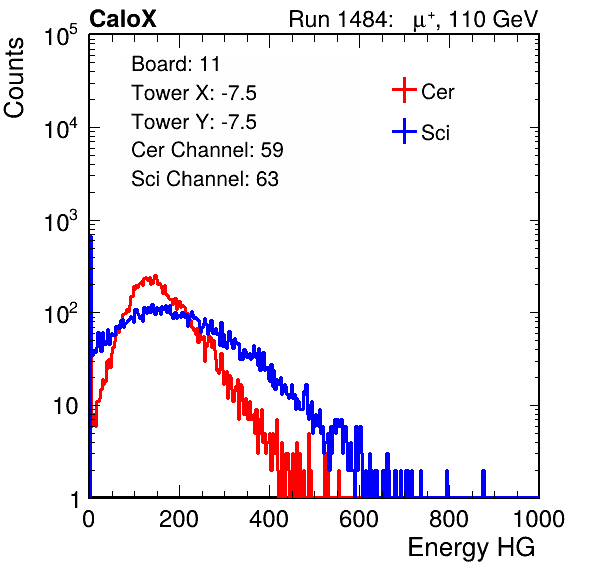 CaloX Run 1484: μ⁺, 110 GeV
10⁵
10⁴
10³
10²
10
1
Counts
Board: 11
Tower X: -7.5
Tower Y: -7.5
Cer Channel: 59
Sci Channel: 63
Cer
Sci
0 200 400 600 800 1000
Energy HG